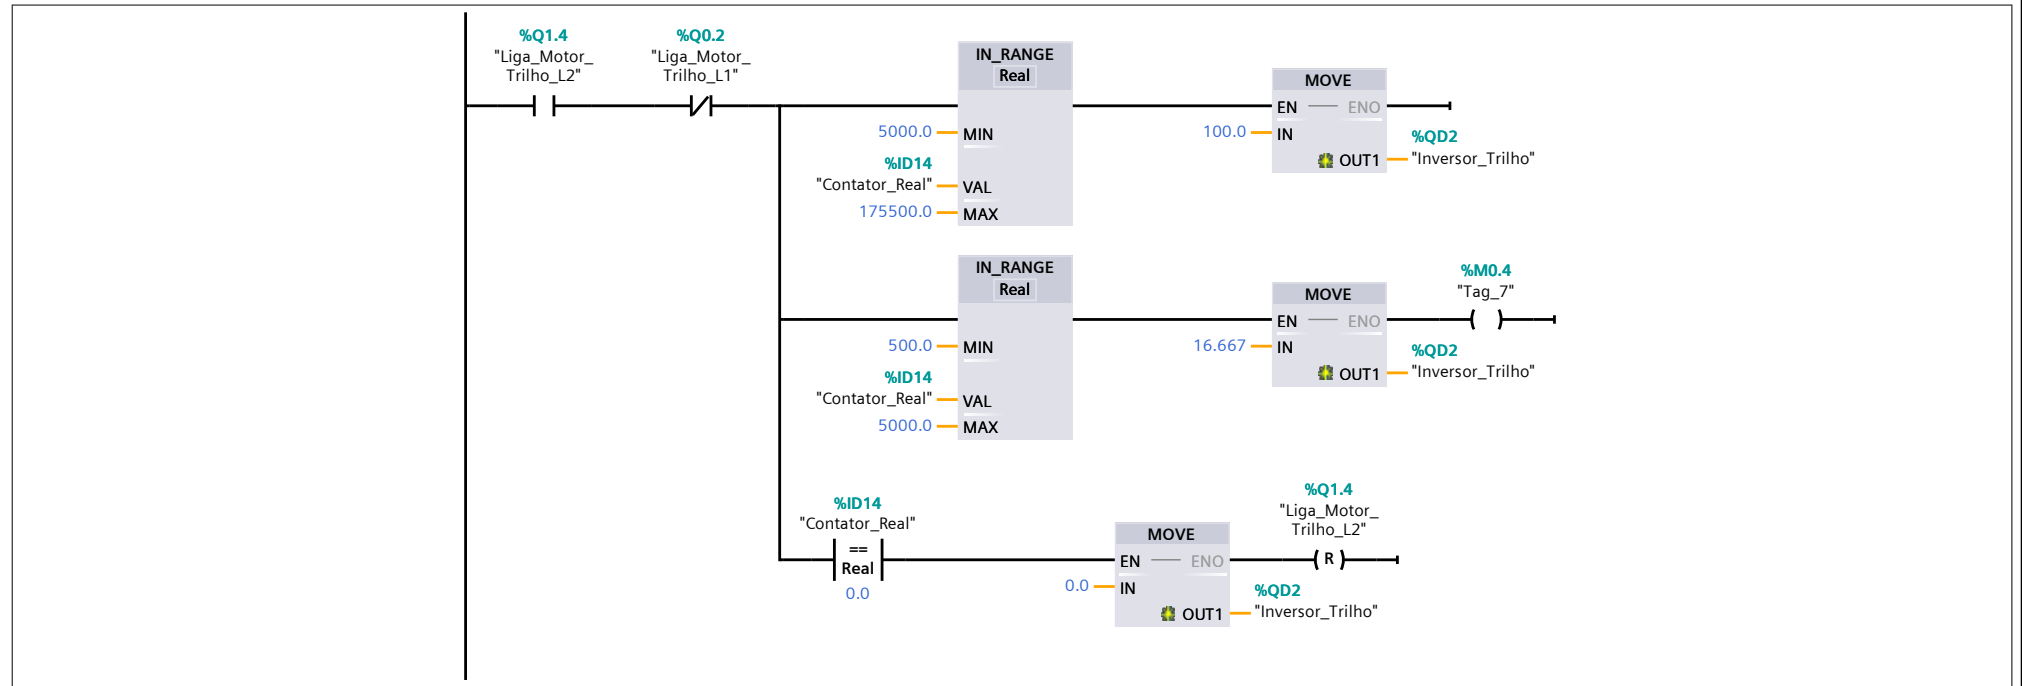 %Q1.4
"Liga_Motor_
Trilho_L2"
%Q0.2
"Liga_Motor_
Trilho_L1"
IN_RANGE
Real
5000.0
MIN
%ID14
"Contator_Real"
VAL
175500.0
MAX
MOVE
EN
ENO
100.0
IN
%QD2
OUT1
"Inversor_Trilho"
IN_RANGE
Real
500.0
MIN
%ID14
"Contator_Real"
VAL
5000.0
MAX
MOVE
EN
ENO
16.667
IN
%QD2
OUT1
"Inversor_Trilho"
%M0.4
"Tag_7"
( )
%ID14
"Contator_Real"
==
Real
0.0
MOVE
EN
ENO
0.0
IN
%QD2
OUT1
"Inversor_Trilho"
%Q1.4
"Liga_Motor_
Trilho_L2"
(R)